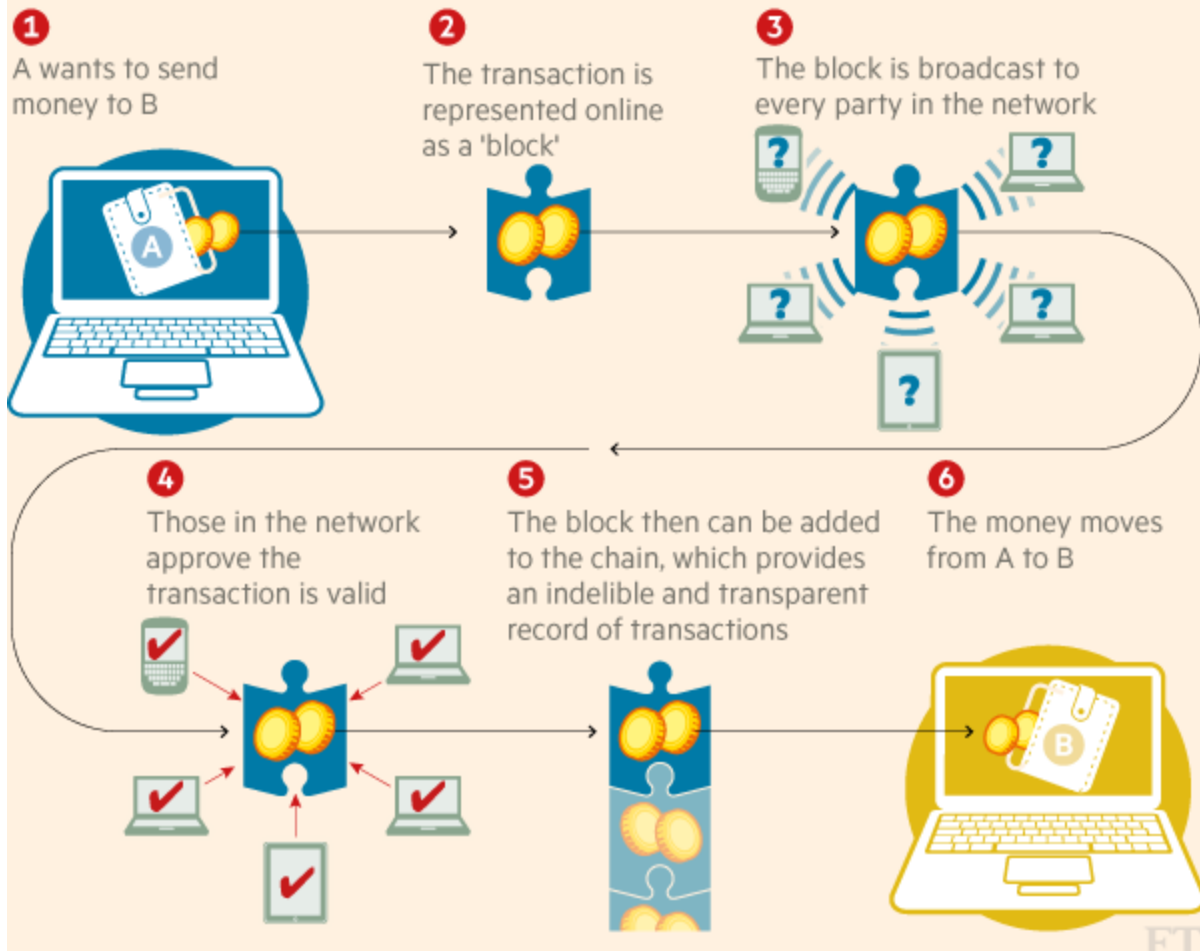 1
A wants to send
money to B
2
The transaction is
represented online
as a 'block'
3
The block is broadcast to
every party in the network
A
?
?
?
?
?
4
Those in the network
approve the
transaction is valid
5
The block then can be added
to the chain, which provides
an indelible and transparent
record of transactions
6
The money moves
from A to B
B
FT